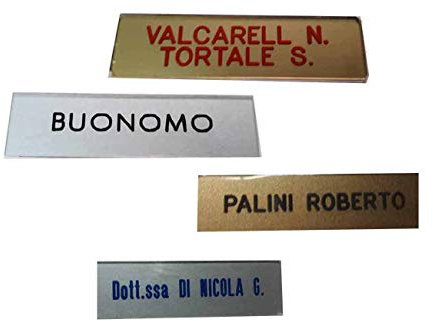 VALCARELL N.
TORTALE S.
BUONOMO
PALINI ROBERTO
Dott.ssa DI NICOLA G.